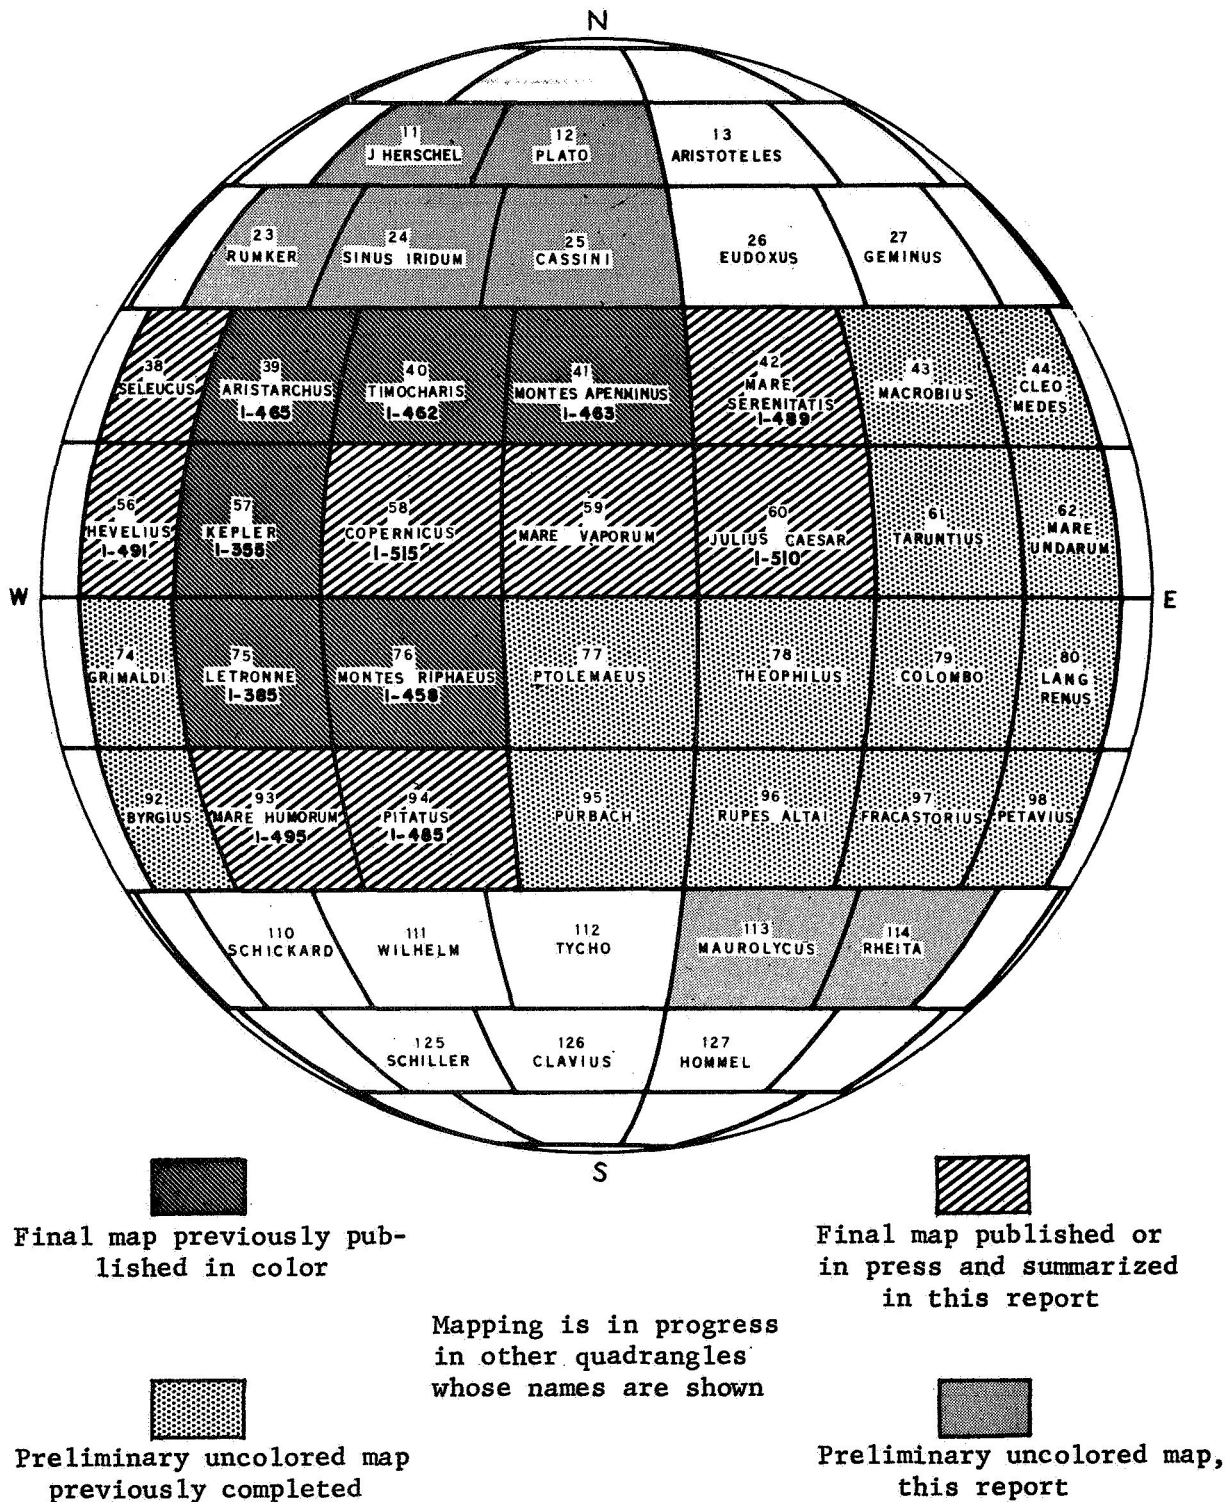 N
11
J HERSCHEL
12
PLATO
13
ARISTOTELES
23
RUMKER
24
SINUS IRIDUM
25
CASSINI
26
EUDOXUS
27
GEMINUS
38
SELEUCUS
39
ARISTARCHUS
I-465
40
TIMOCHARIS
I-462
41
MONTES APENMINUS
I-463
42
MARE
SERENITATIS
I-489
43
MACROBIUS
44
CLEO
MEDES
56
HEVELIUS
I-491
57
KEPLER
I-355
58
COPERNICUS
I-515
59
MARE VAPORUM
60
JULIUS CAESAR
I-510
61
TARUNTIUS
62
MARE
UNDARUM
W
E
74
GRIMALDI
75
LETRONNE
I-385
76
MONTES RIPHAEUS
I-458
77
PTOLEMAEUS
78
THEOPHILUS
79
COLOMBO
80
LANG
RENUS
92
BYRGIUS
93
MARE HUMORUM
I-495
94
PITATUS
I-485
95
PURBACH
96
RUPES ALTAI
97
FRACASTORIUS
98
PETAVIUS
110
SCHICKARD
111
WILHELM
112
TYCHO
113
MAUROLYCUS
114
RHEITA
125
SCHILLER
126
CLAVIUS
127
HOMMEL
S
Final map previously pub-
lished in color
Final map published or
in press and summarized
in this report
Mapping is in progress
in other quadrangles
whose names are shown
Preliminary uncolored map
previously completed
Preliminary uncolored map,
this report